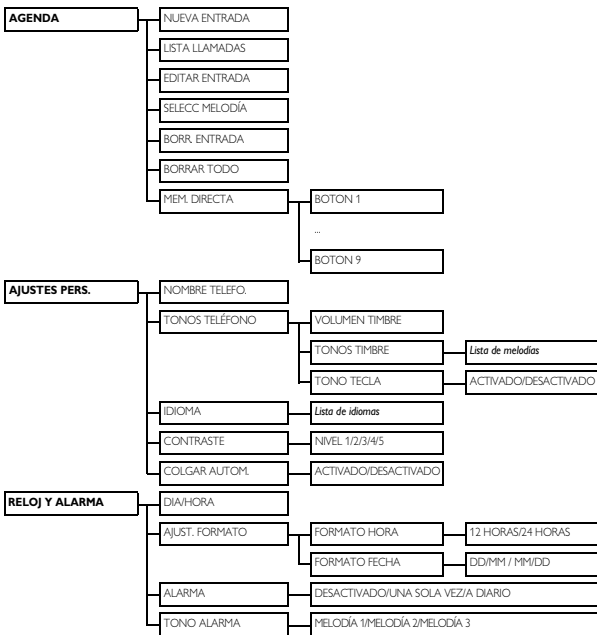 AGENDA
NUEVA ENTRADA
LISTA LLAMADAS
EDITAR ENTRADA
SELECC MELODÍA
BORR. ENTRADA
BORRAR TODO
MEM. DIRECTA
BOTON 1
...
BOTON 9
AJUSTES PERS.
NOMBRE TELEFO.
TONOS TELÉFONO
VOLUMEN TIMBRE
TONOS TIMBRE
Lista de melodías
TONO TECLA
ACTIVADO/DESACTIVADO
IDIOMA
Lista de idiomas
CONTRASTE
NIVEL 1/2/3/4/5
COLGAR AUTOM.
ACTIVADO/DESACTIVADO
RELOJ Y ALARMA
DIA/HORA
AJUST. FORMATO
FORMATO HORA
12 HORAS/24 HORAS
FORMATO FECHA
DD/MM / MM/DD
ALARMA
DESACTIVADO/UNA SOLA VEZ/A DIARIO
TONO ALARMA
MELODÍA 1/MELODÍA 2/MELODÍA 3